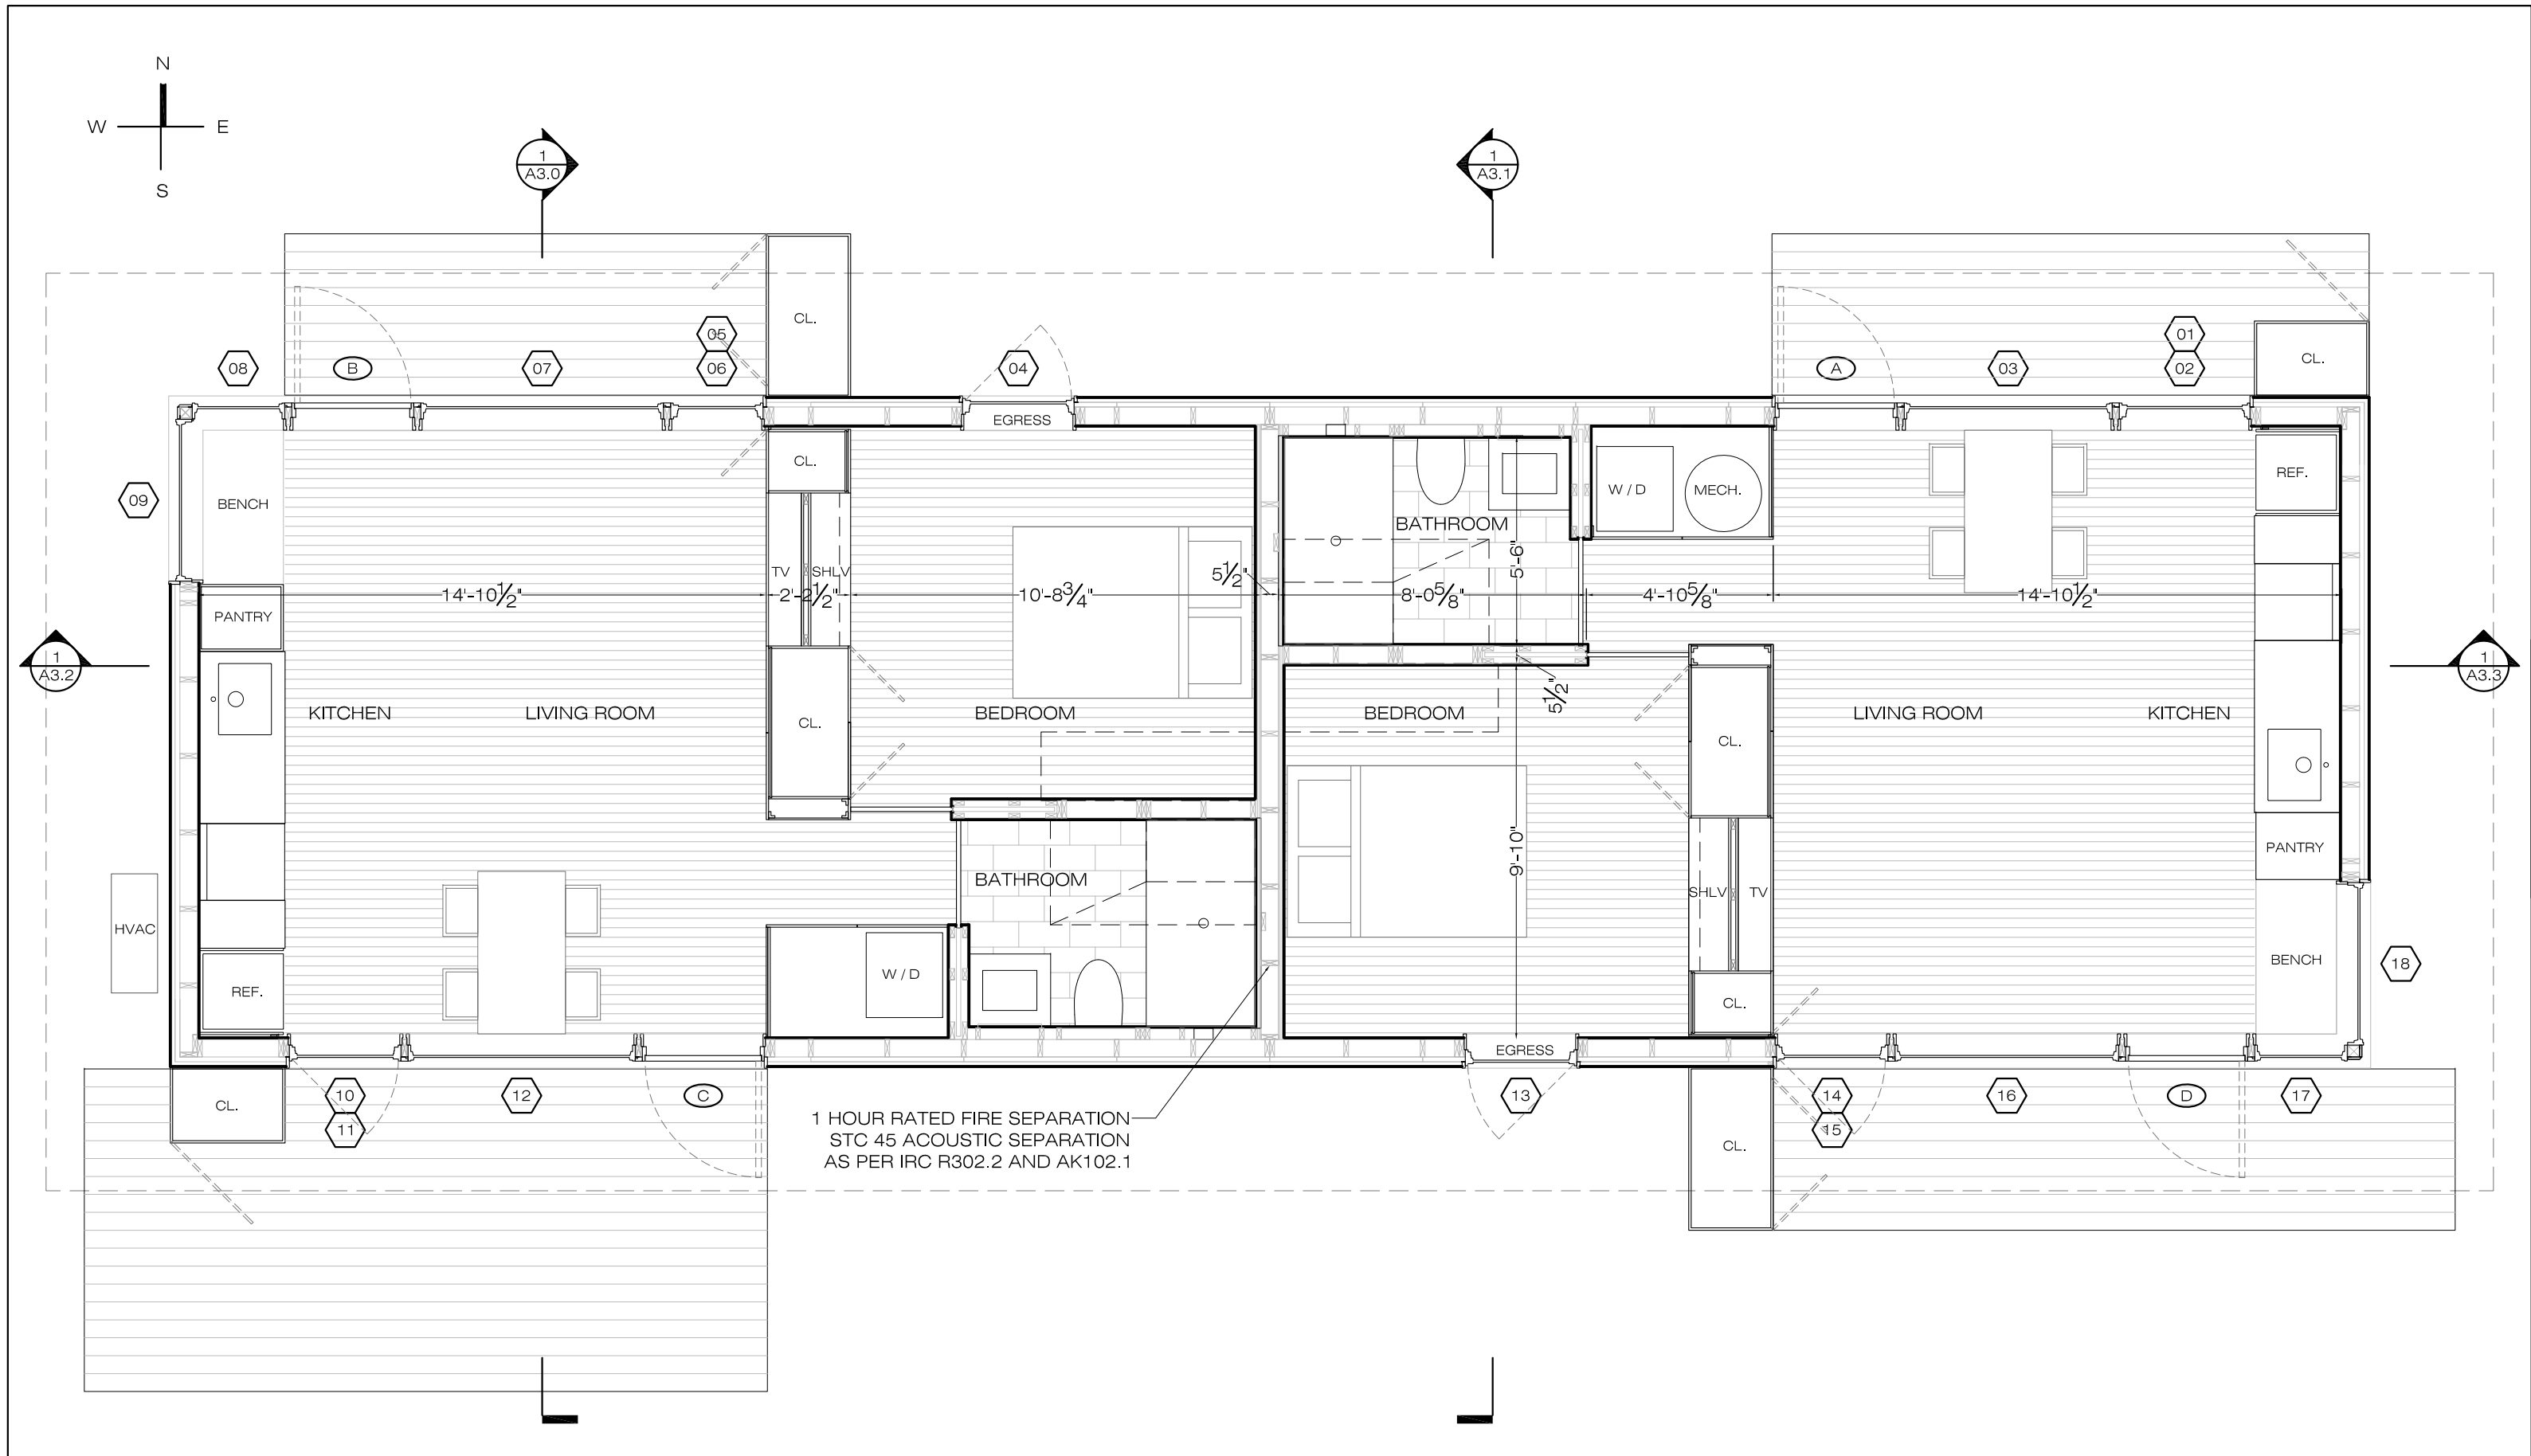 N
W
E
S
1
A3.0
1
A3.1
CL.
05
01
08
B
07
06
04
A
03
02
CL.
EGRESS
CL.
REF.
09
BENCH
W / D
MECH.
BATHROOM
TV
SHLV
5½"
5'-6"
14'-10½"
2'-2½"
10'-8¾"
8'-0⅝"
4'-10⅝"
14'-10½"
PANTRY
1
A3.2
1
A3.3
5½"
KITCHEN
LIVING ROOM
CL.
BEDROOM
BEDROOM
LIVING ROOM
KITCHEN
CL.
9'-10"
PANTRY
BATHROOM
SHLV
TV
HVAC
W / D
BENCH
18
REF.
CL.
EGRESS
CL.
10
12
C
13
14
16
D
17
11
15
1 HOUR RATED FIRE SEPARATION
STC 45 ACOUSTIC SEPARATION
AS PER IRC R302.2 AND AK102.1
CL.